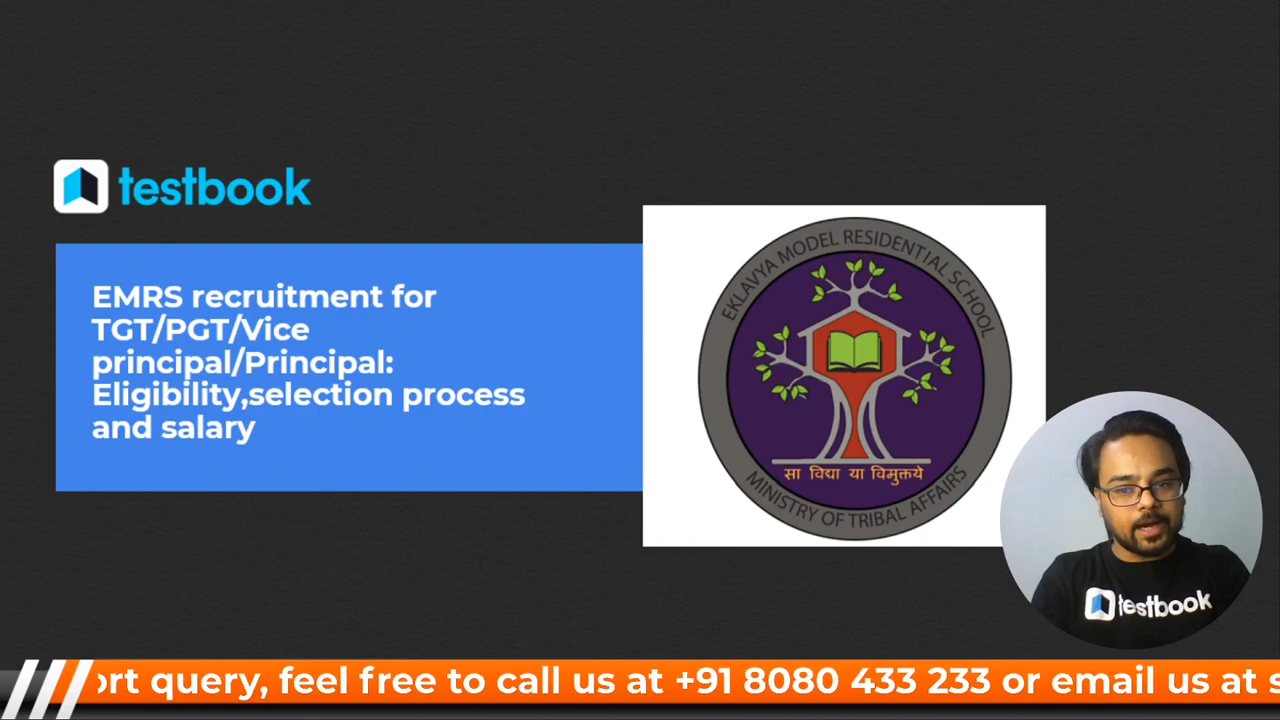 testbook
EMRS recruitment for
TGT/PGT/Vice
principal/Principal:
Eligibility,selection process
and salary
EKLAVYA MODEL RESIDENTIAL SCHOOL
सा विद्या या विमुक्तये
MINISTRY OF TRIBAL AFFAIRS
testbook
ort query, feel free to call us at +91 8080 433 233 or email us at s